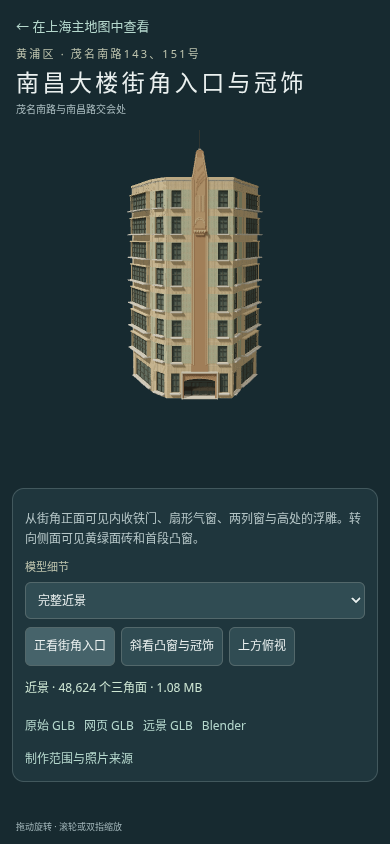 ← 在上海主地图中查看
黄浦区 · 茂名南路143、151号
南昌大楼街角入口与冠饰
茂名南路与南昌路交会处
从街角正面可见内收铁门、扇形气窗、两列窗与高处的浮雕。转
向侧面可见黄绿面砖和首段凸窗。
模型细节
完整近景
正看街角入口 斜看凸窗与冠饰 上方俯视
近景 · 48,624 个三角面 · 1.08 MB
原始 GLB 网页 GLB 远景 GLB Blender
制作范围与照片来源
拖动旋转 · 滚轮或双指缩放